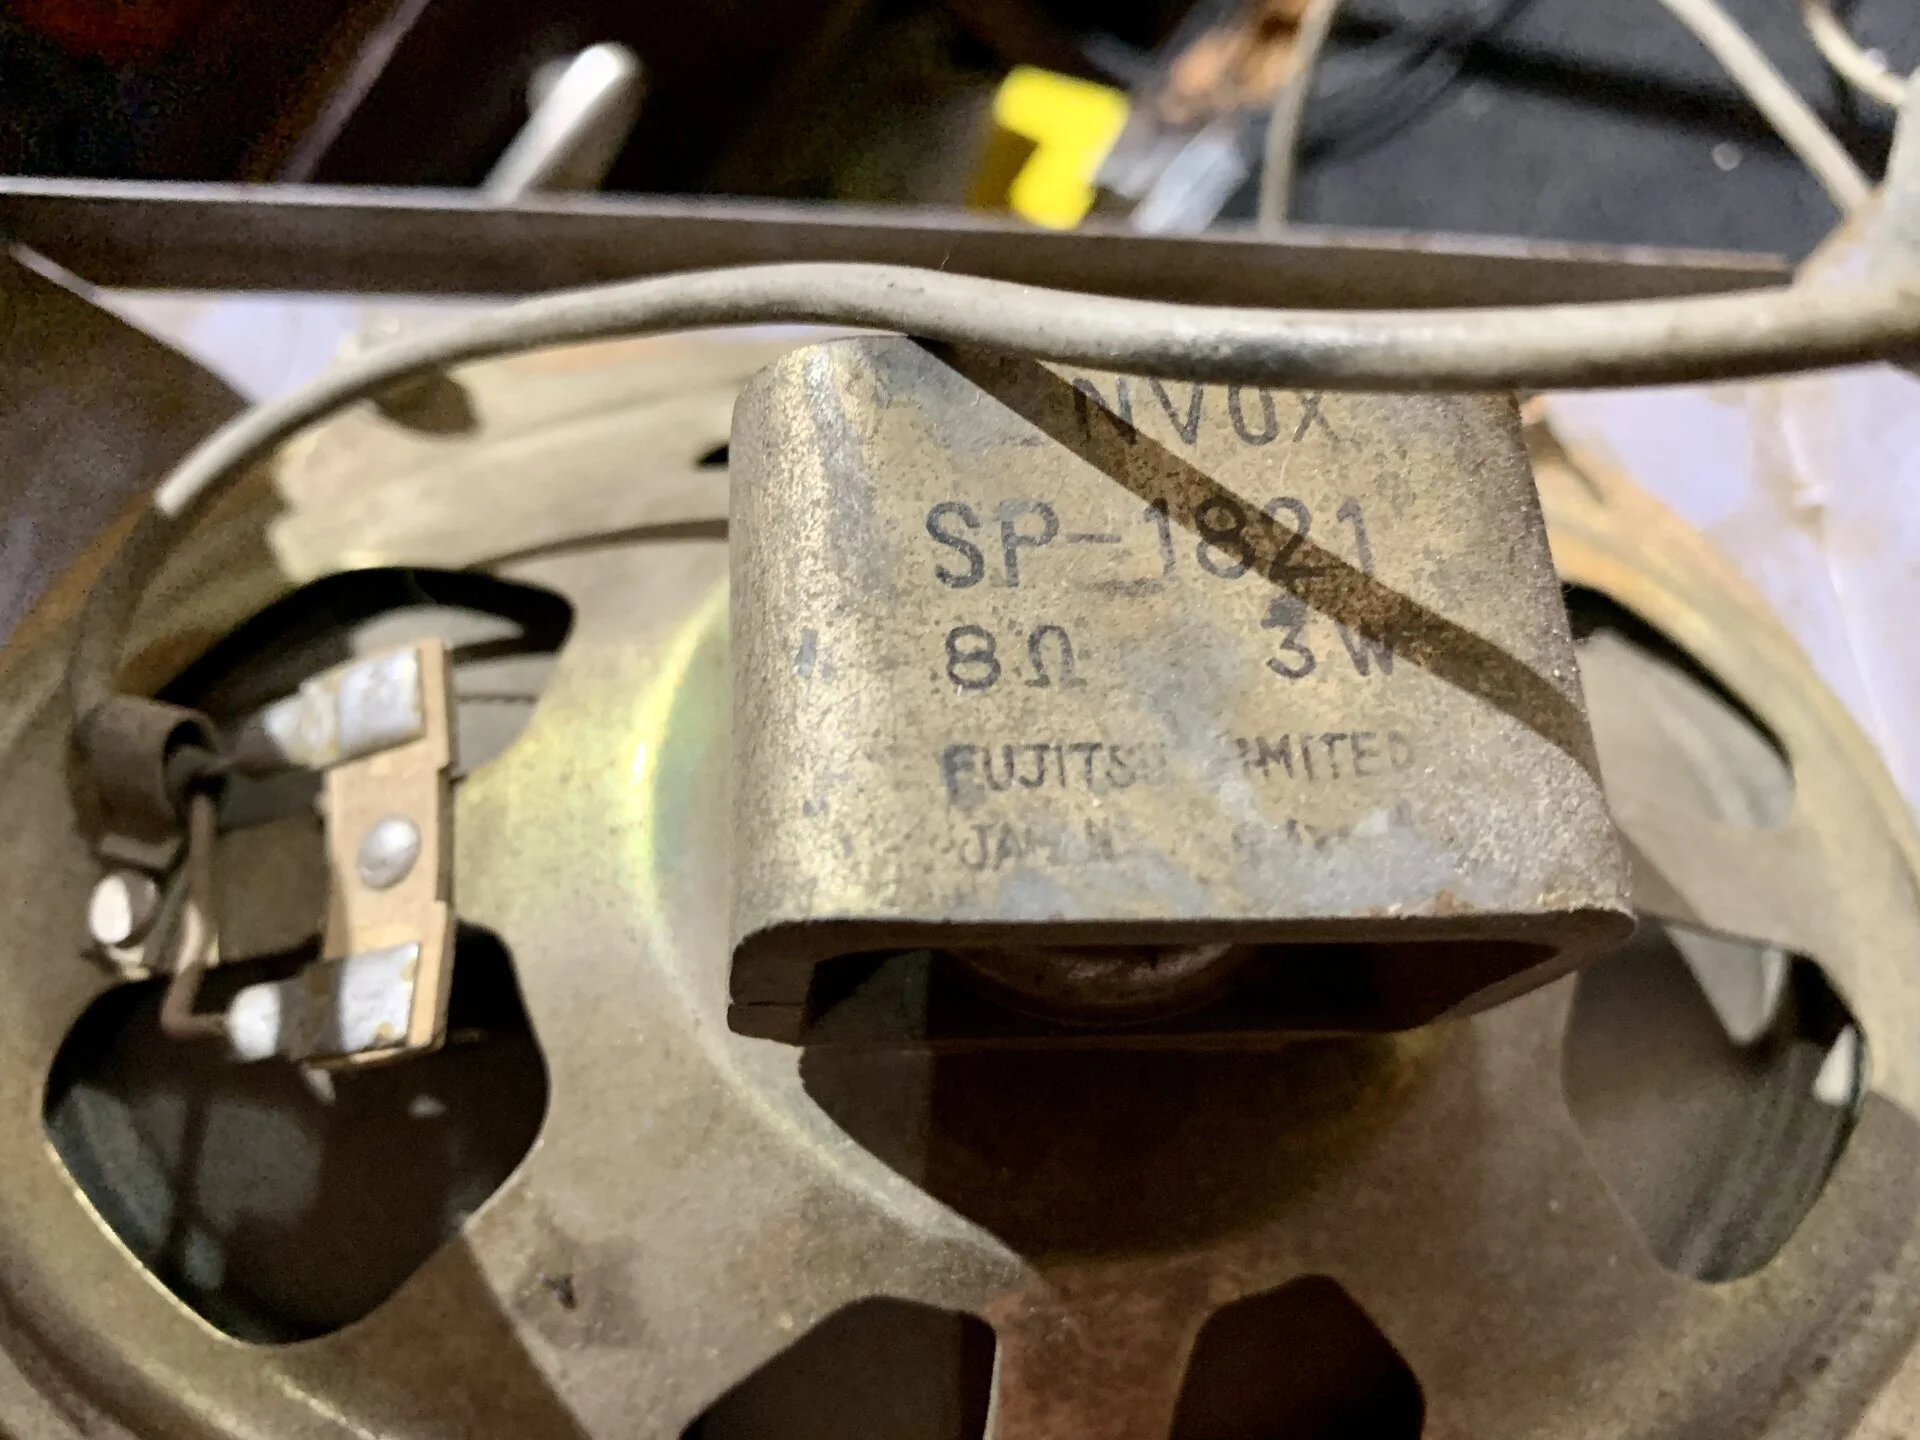 SP-1821
8Ω 3W
FUJITSU LIMITED
JAPAN